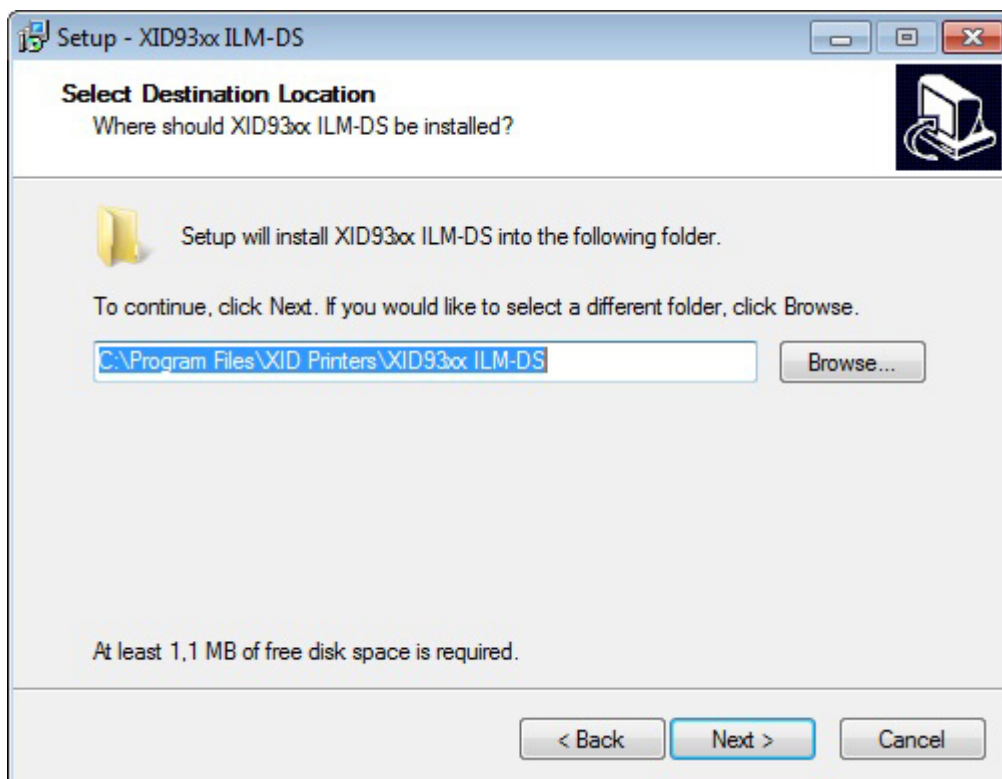 Setup - XID93xx ILM-DS
Select Destination Location
Where should XID93xx ILM-DS be installed?
Setup will install XID93xx ILM-DS into the following folder.
To continue, click Next. If you would like to select a different folder, click Browse.
C:\Program Files\XID Printers\XID93xx ILM-DS
Browse...
At least 1,1 MB of free disk space is required.
< Back
Next >
Cancel